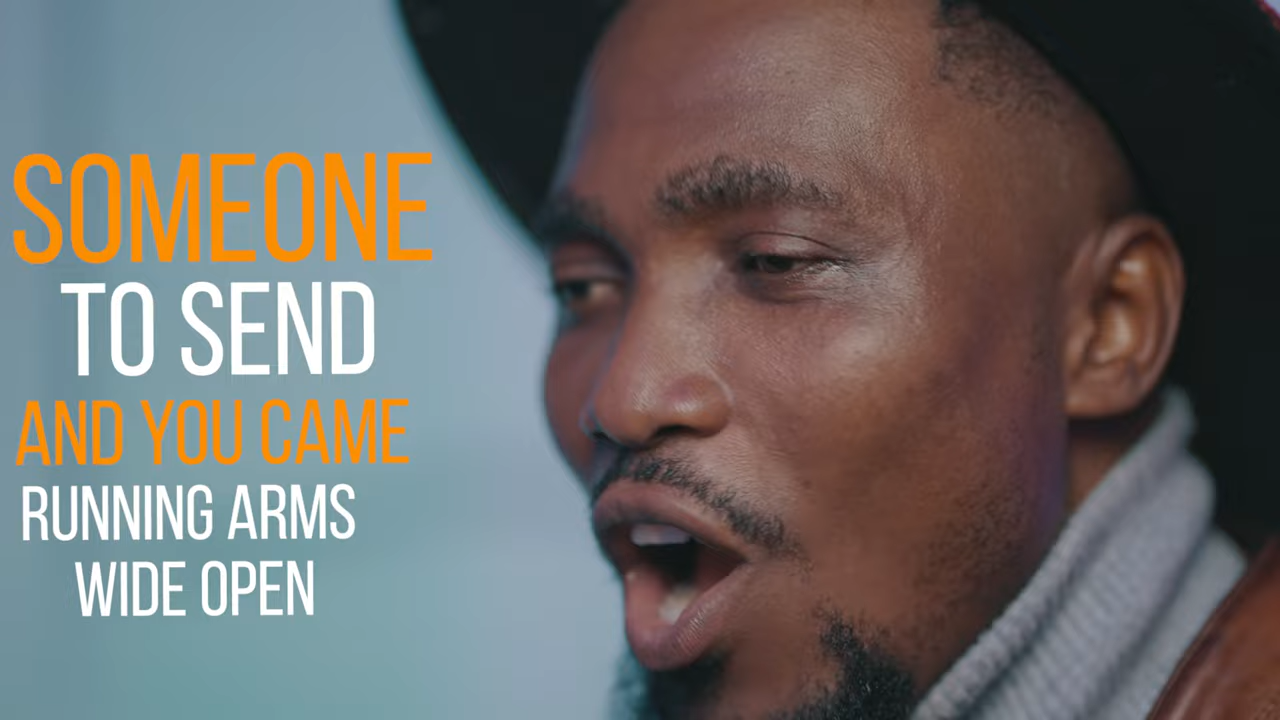 SOMEONE
TO SEND
AND YOU CAME
RUNNING ARMS
WIDE OPEN